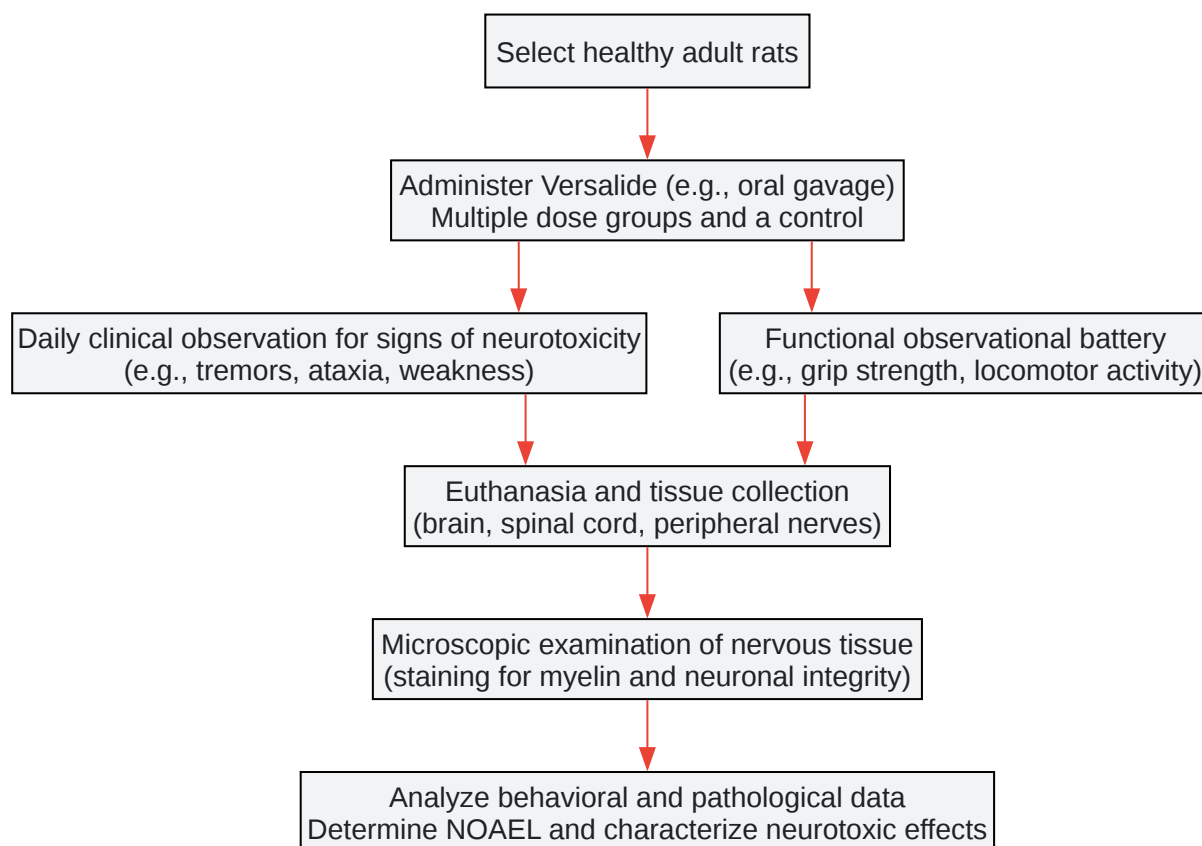 Select healthy adult rats
Administer Versalide (e.g., oral gavage)
Multiple dose groups and a control
Daily clinical observation for signs of neurotoxicity
(e.g., tremors, ataxia, weakness)
Functional observational battery
(e.g., grip strength, locomotor activity)
Euthanasia and tissue collection
(brain, spinal cord, peripheral nerves)
Microscopic examination of nervous tissue
(staining for myelin and neuronal integrity)
Analyze behavioral and pathological data
Determine NOAEL and characterize neurotoxic effects